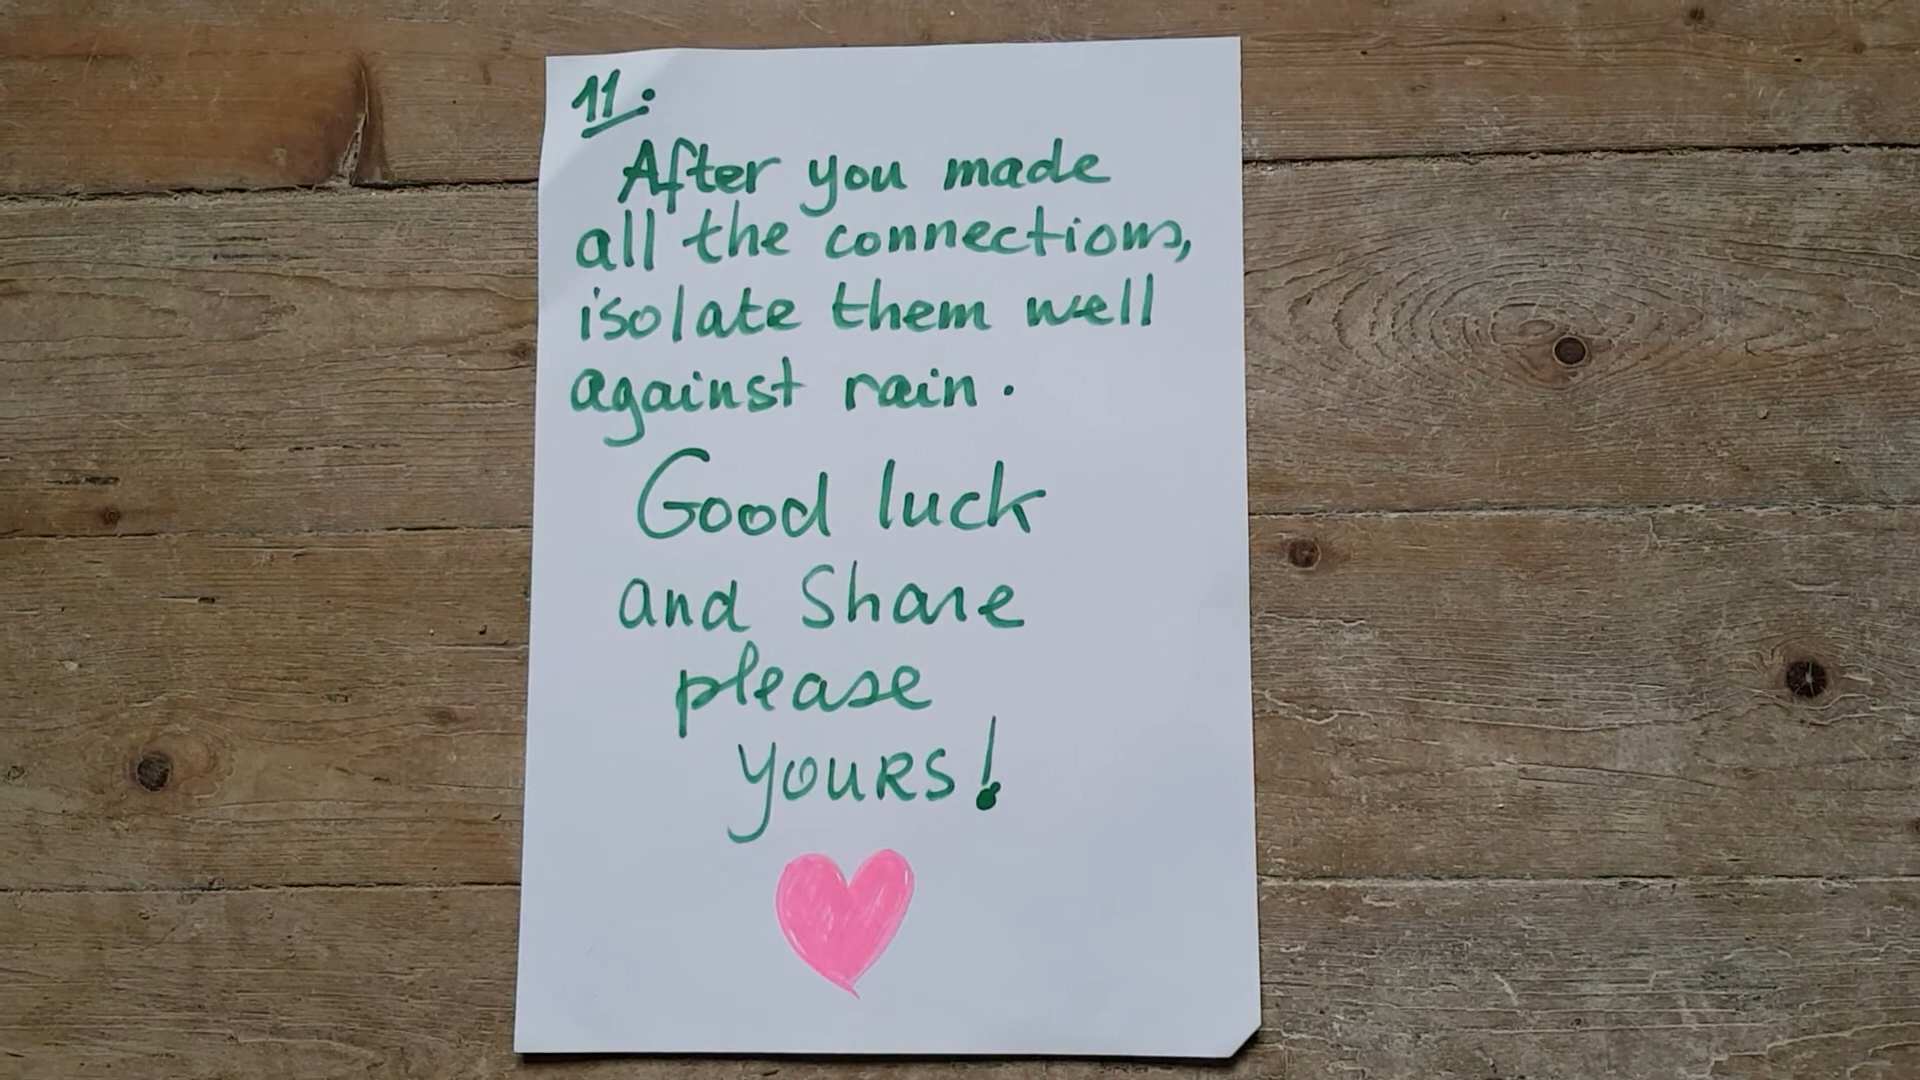 11:
After you made
all the connections,
isolate them well
against rain.
Good luck
and Share
please
YOURS!